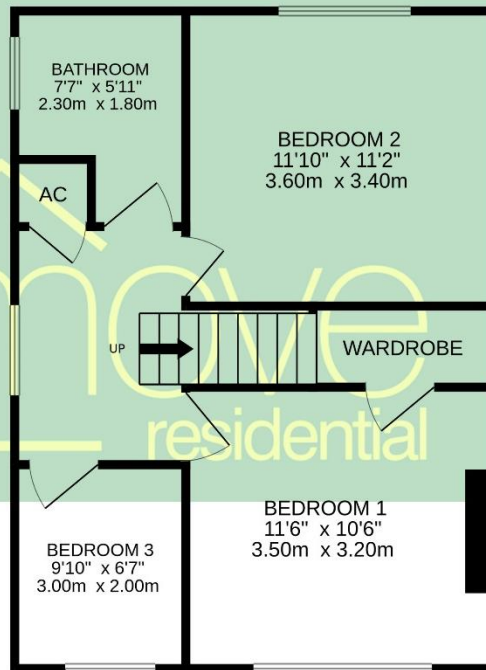 BATHROOM
7'7" x 5'11"
2.30m x 1.80m
BEDROOM 2
11'10" x 11'2"
3.60m x 3.40m
AC
move
UP
WARDROBE
residential
BEDROOM 1
11'6" x 10'6"
3.50m x 3.20m
BEDROOM 3
9'10" x 6'7"
3.00m x 2.00m